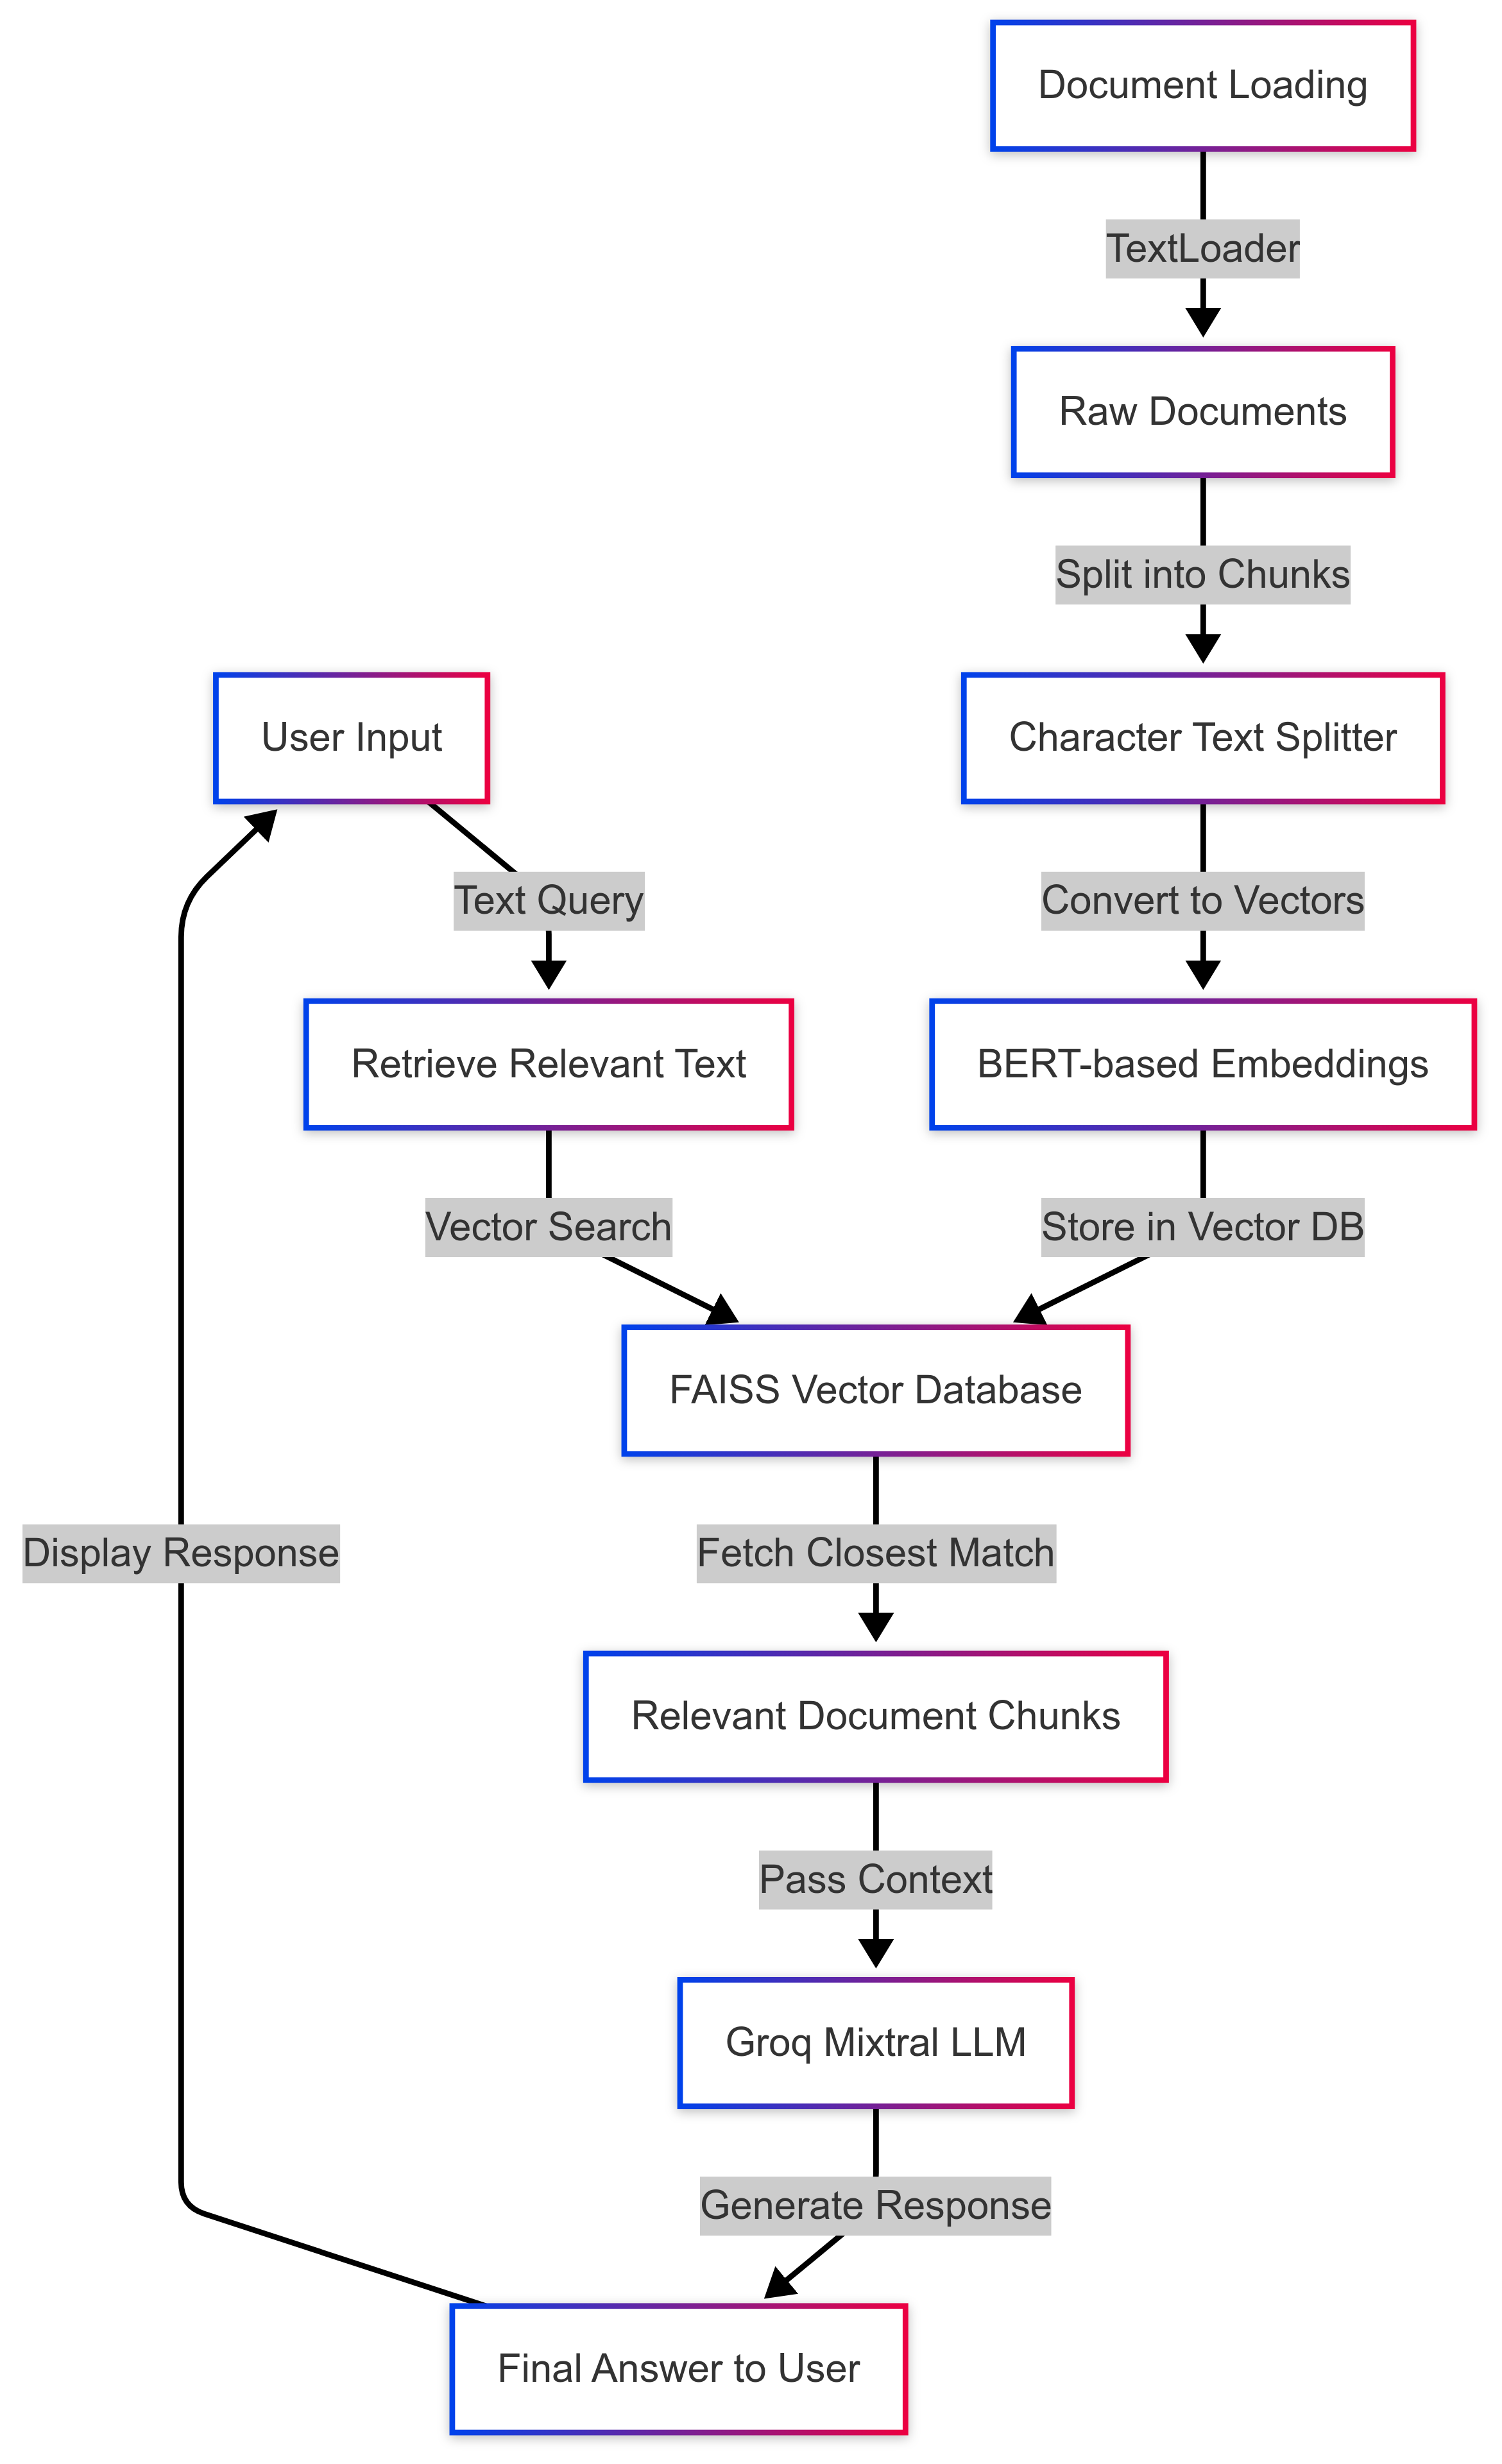 Document Loading
TextLoader
Raw Documents
Split into Chunks
User Input
Character Text Splitter
Text Query
Convert to Vectors
Retrieve Relevant Text
BERT-based Embeddings
Vector Search
Store in Vector DB
FAISS Vector Database
Display Response
Fetch Closest Match
Relevant Document Chunks
Pass Context
Groq Mixtral LLM
Generate Response
Final Answer to User